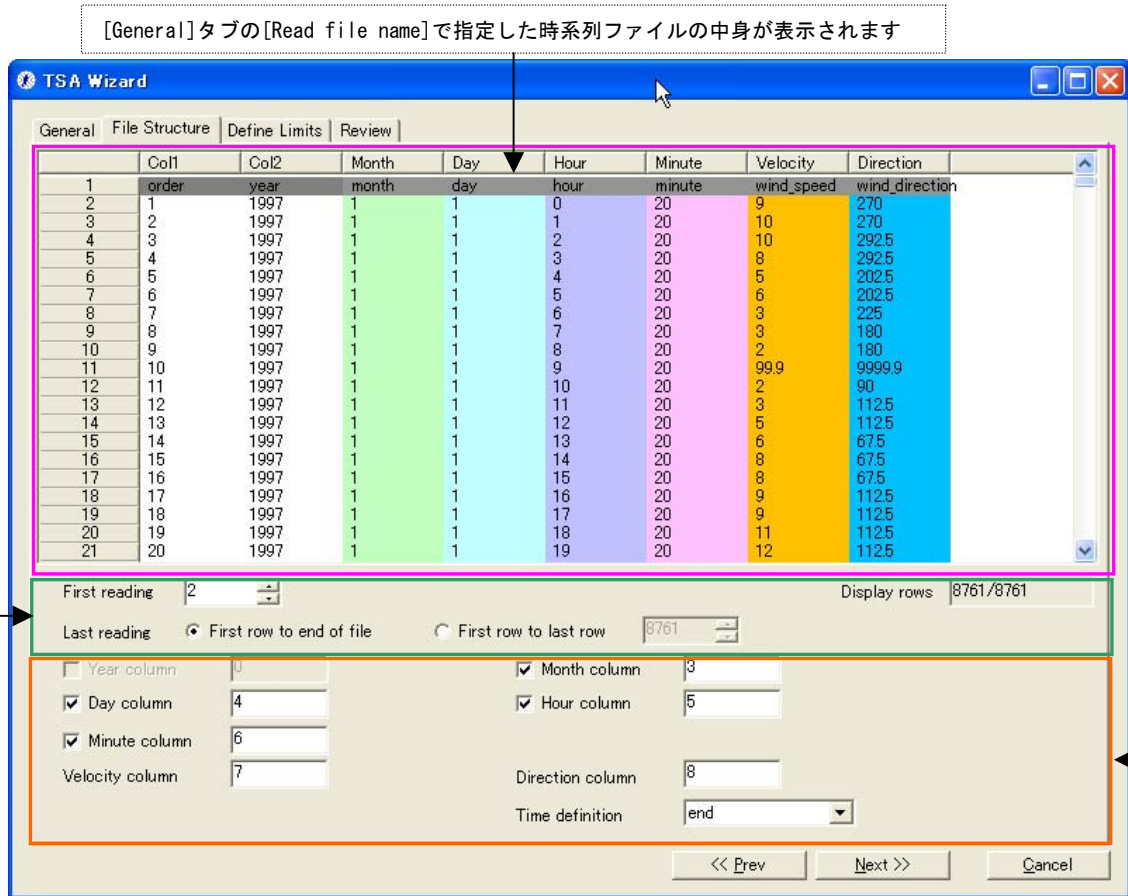 [General]タブの[Read file name]で指定した時系列ファイルの中身が表示されます
TSA Wizard
General File Structure Define Limits Review
Col1 Col2 Month Day Hour Minute Velocity Direction
1 order year month day hour minute wind_speed wind_direction
2 1 1997 1 1 0 20 9 270
3 2 1997 1 1 1 20 10 270
4 3 1997 1 1 2 20 10 292.5
5 4 1997 1 1 3 20 8 292.5
6 5 1997 1 1 4 20 5 202.5
7 6 1997 1 1 5 20 6 202.5
8 7 1997 1 1 6 20 3 225
9 8 1997 1 1 7 20 3 180
10 9 1997 1 1 8 20 2 180
11 10 1997 1 1 9 20 99.9 9999.9
12 11 1997 1 1 10 20 2 90
13 12 1997 1 1 11 20 3 112.5
14 13 1997 1 1 12 20 5 112.5
15 14 1997 1 1 13 20 6 67.5
16 15 1997 1 1 14 20 8 67.5
17 16 1997 1 1 15 20 8 67.5
18 17 1997 1 1 16 20 9 112.5
19 18 1997 1 1 17 20 9 112.5
20 19 1997 1 1 18 20 11 112.5
21 20 1997 1 1 19 20 12 112.5
First reading 2 Display rows 8761/8761
Last reading First row to end of file First row to last row 8761
Year column 0 Month column 3
Day column 4 Hour column 5
Minute column 6
Velocity column 7 Direction column 8
Time definition end
<< Prev Next >> Cancel